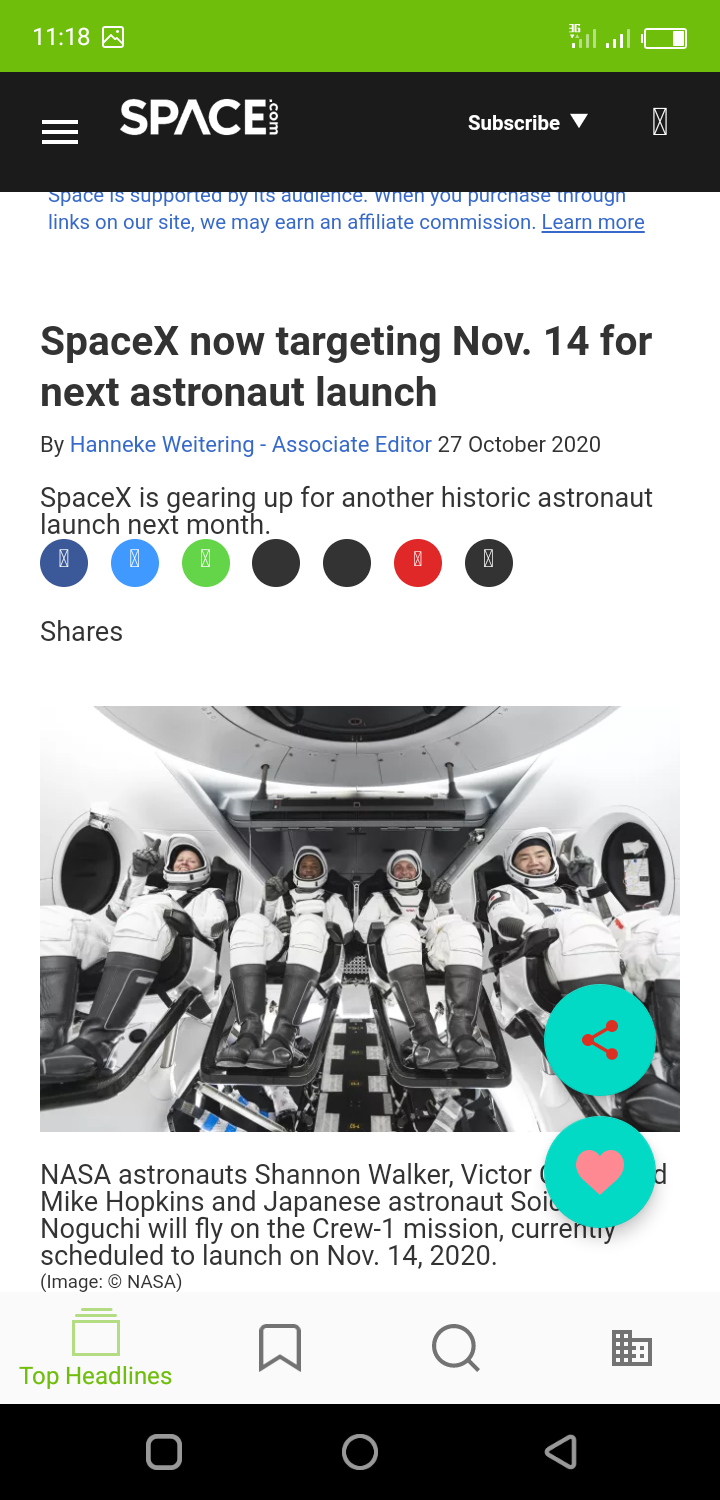 11:18
3G
SPACE.com
Subscribe
Space is supported by its audience. When you purchase through
links on our site, we may earn an affiliate commission. Learn more
SpaceX now targeting Nov. 14 for
next astronaut launch
By Hanneke Weitering - Associate Editor 27 October 2020
SpaceX is gearing up for another historic astronaut
launch next month.
Shares
NASA astronauts Shannon Walker, Victor
Mike Hopkins and Japanese astronaut
Noguchi will fly on the Crew-1 mission, currently
scheduled to launch on Nov. 14, 2020.
(Image: © NASA)
Top Headlines